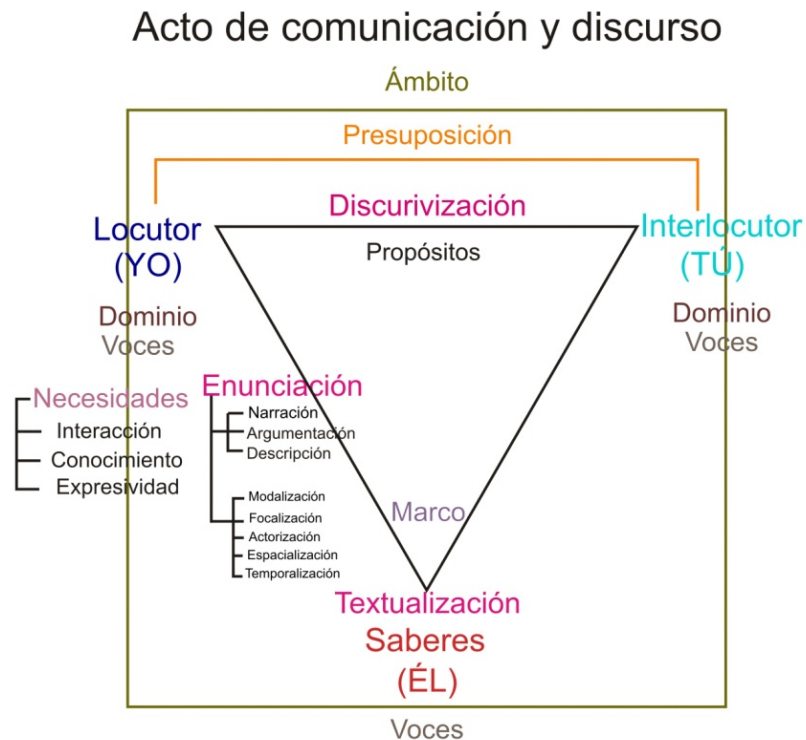 Acto de comunicación y discurso
Ámbito
Presuposición
Discurivización
Locutor
(YO)
Interlocutor
(TÚ)
Propósitos
Dominio
Voces
Dominio
Voces
Necesidades
Interacción
Conocimiento
Expresividad
Enunciación
Narración
Argumentación
Descripción
Modalización
Focalización
Actorización
Espacialización
Temporalización
Marco
Textualización
Saberes
(ÉL)
Voces